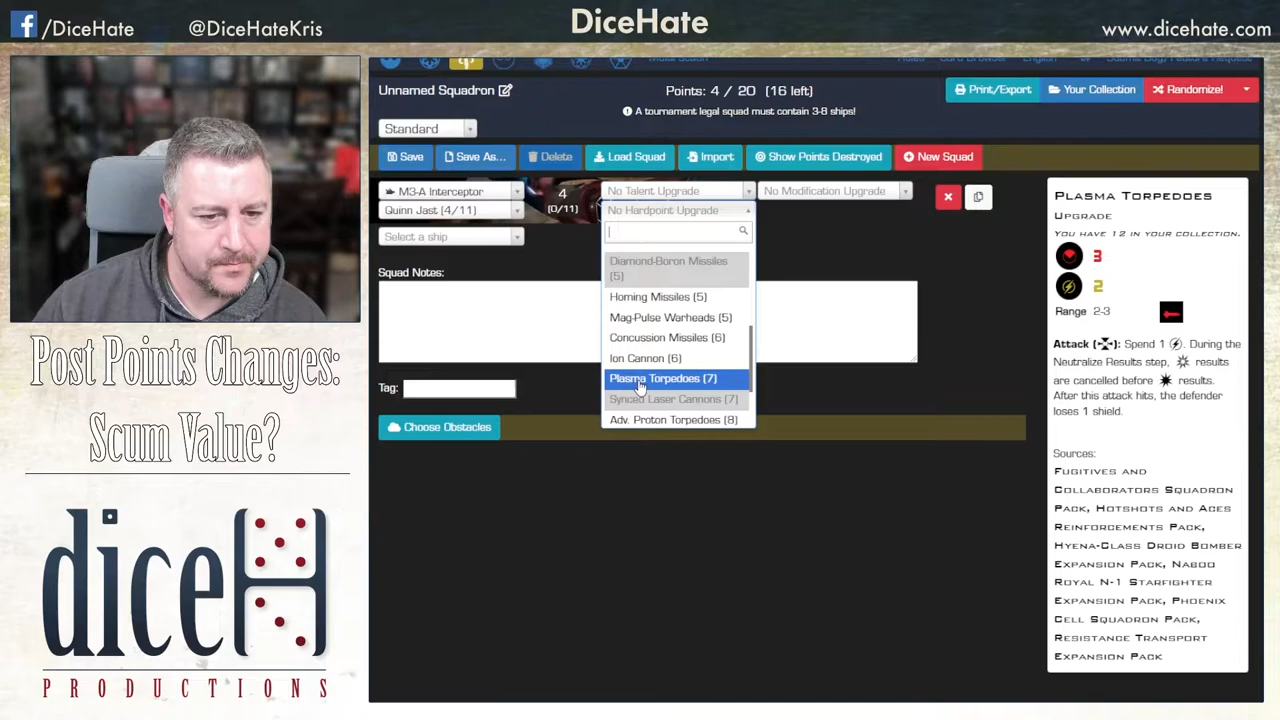 /DiceHate
@DiceHateKris
DiceHate
www.dicehate.com
Unnamed Squadron
Points: 4 / 20 (16 left)
A tournament legal squad must contain 3-8 ships!
Print/Export
Your Collection
Randomize!
Standard
Save
Save As...
Delete
Load Squad
Import
Show Points Destroyed
New Squad
M3-A Interceptor
4
(0/11)
No Talent Upgrade
No Modification Upgrade
Quinn Jast (4/11)
No Hardpoint Upgrade
Select a ship
Diamond-Boron Missiles
(5)
Homing Missiles (5)
Mag-Pulse Warheads (5)
Concussion Missiles (6)
Ion Cannon (6)
Plasma Torpedoes (7)
Synced Laser Cannons (7)
Adv. Proton Torpedoes (8)
Squad Notes:
Tag:
Choose Obstacles
Plasma Torpedoes
Upgrade
You have 12 in your collection.
3
2
Range 2-3
Attack ( ): Spend 1 . During the
Neutralize Results step, results
are cancelled before results.
After this attack hits, the defender
loses 1 shield.
Sources:
Fugitives and
Collaborators Squadron
Pack, Hotshots and Aces
Reinforcements Pack,
Hyena-Class Droid Bomber
Expansion Pack, Naboo
Royal N-1 Starfighter
Expansion Pack, Phoenix
Cell Squadron Pack,
Resistance Transport
Expansion Pack
Post Points Changes:
Scum Value?
diceH
PRODUCTIONS